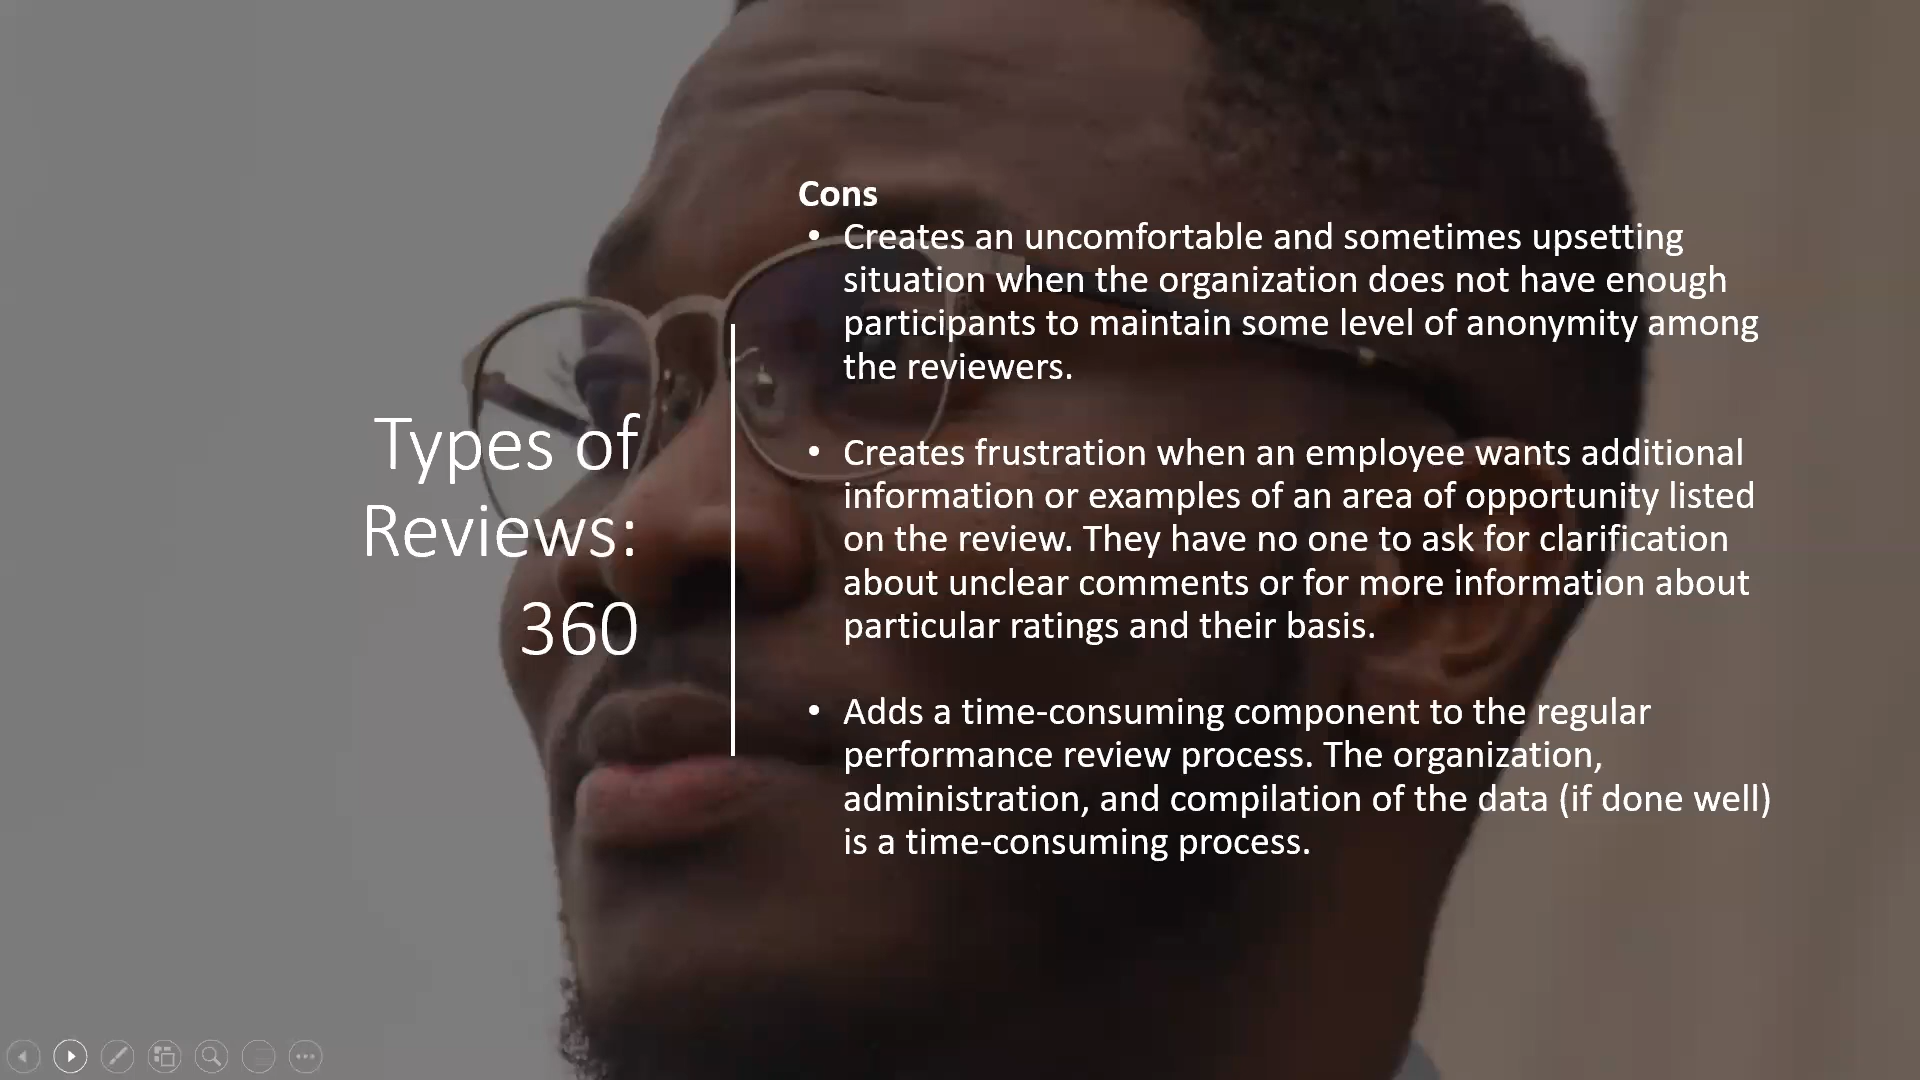 Types of
Reviews:
360
Cons
• Creates an uncomfortable and sometimes upsetting
situation when the organization does not have enough
participants to maintain some level of anonymity among
the reviewers.
• Creates frustration when an employee wants additional
information or examples of an area of opportunity listed
on the review. They have no one to ask for clarification
about unclear comments or for more information about
particular ratings and their basis.
• Adds a time-consuming component to the regular
performance review process. The organization,
administration, and compilation of the data (if done well)
is a time-consuming process.